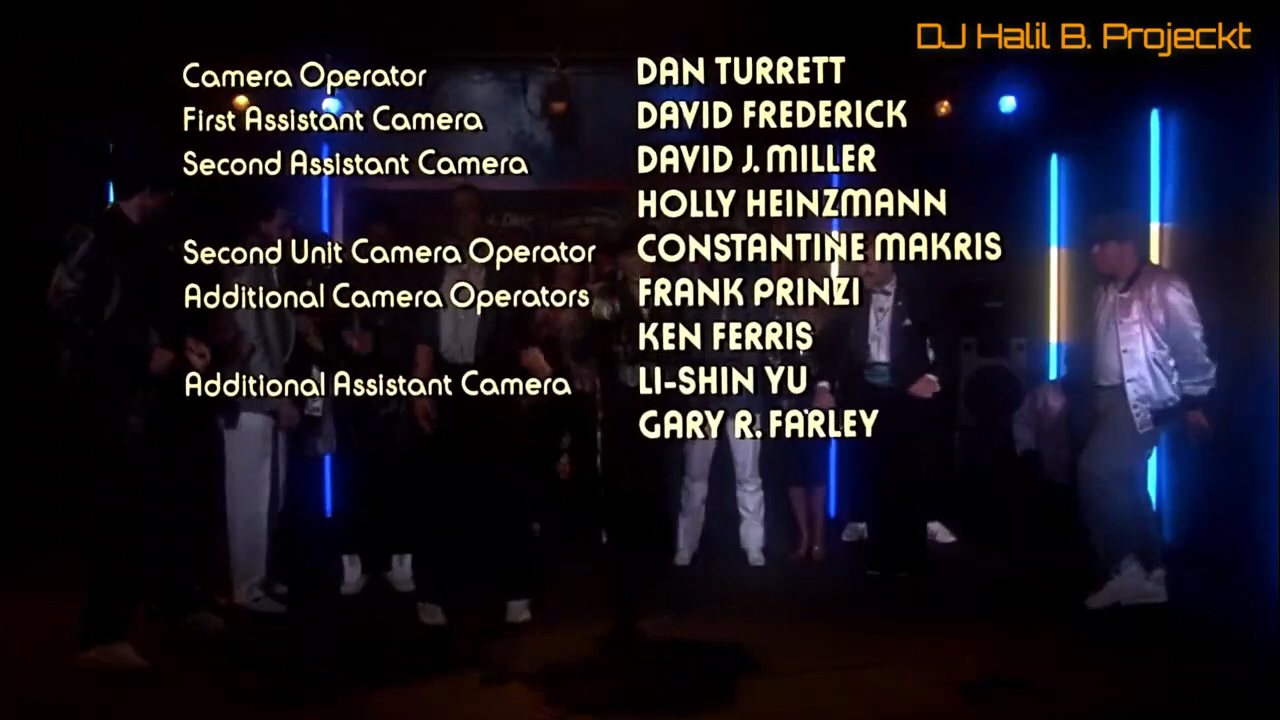 DJ Halil B. Projeckt
Camera Operator DAN TURRETT
First Assistant Camera DAVID FREDERICK
Second Assistant Camera DAVID J. MILLER
HOLLY HEINZMANN
Second Unit Camera Operator CONSTANTINE MAKRIS
Additional Camera Operators FRANK PRINZI
KEN FERRIS
Additional Assistant Camera LI-SHIN YU
GARY R. FARLEY